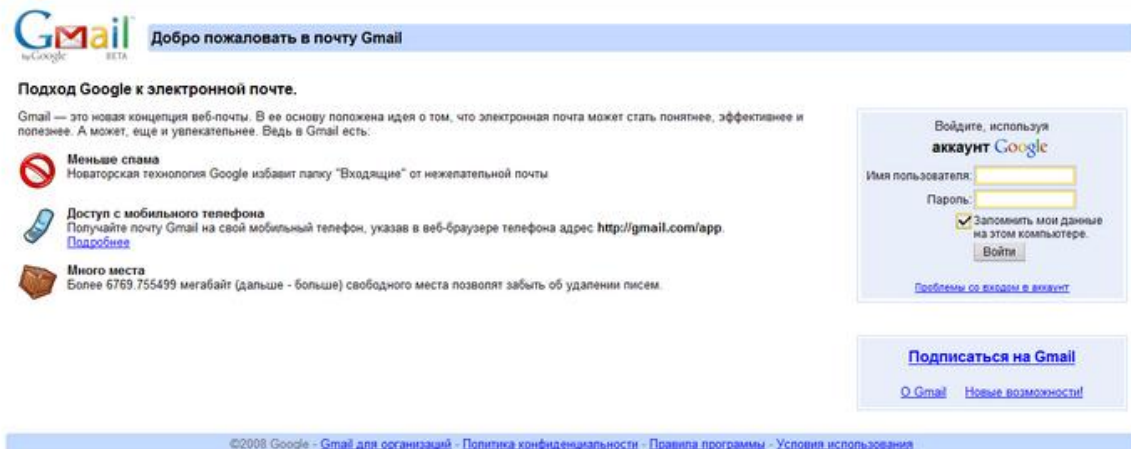 Gmail
by Google BETA
Добро пожаловать в почту Gmail
Подход Google к электронной почте.
Gmail — это новая концепция веб-почты. В ее основу положена идея о том, что электронная почта может стать понятнее, эффективнее и
полезнее. А может, еще и увлекательнее. Ведь в Gmail есть:
Меньше спама
Новаторская технология Google избавит папку "Входящие" от нежелательной почты
Доступ с мобильного телефона
Получайте почту Gmail на свой мобильный телефон, указав в веб-браузере телефона адрес http://gmail.com/app.
Подробнее
Много места
Более 6769.755499 мегабайт (дальше - больше) свободного места позволят забыть об удалении писем.
Войдите, используя
аккаунт Google
Имя пользователя:
Пароль:
Запомнить мои данные
на этом компьютере.
Войти
Проблемы со входом в аккаунт
Подписаться на Gmail
О Gmail Новые возможности!
©2008 Google - Gmail для организаций - Политика конфиденциальности - Правила программы - Условия использования